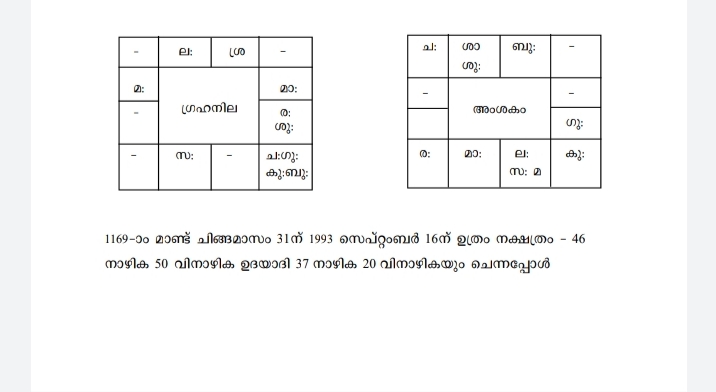 - ല: ശ്ര -
മ: മാ:
ഗ്രഹനില
- ര:
ശു:
- സ: - ച:ഗു:
കു:ബു:
ച: ശാ ബു: -
ശു:
- -
അംശകം
ഗു:
ര: മാ: ല: കു:
സ: മ
1169-ാം മാണ്ട് ചിങ്ങമാസം 31ന് 1993 സെപ്റ്റംബർ 16ന് ഉത്രം നക്ഷത്രം - 46
നാഴിക 50 വിനാഴിക ഉദയാദി 37 നാഴിക 20 വിനാഴികയും ചെന്നപ്പോൾ